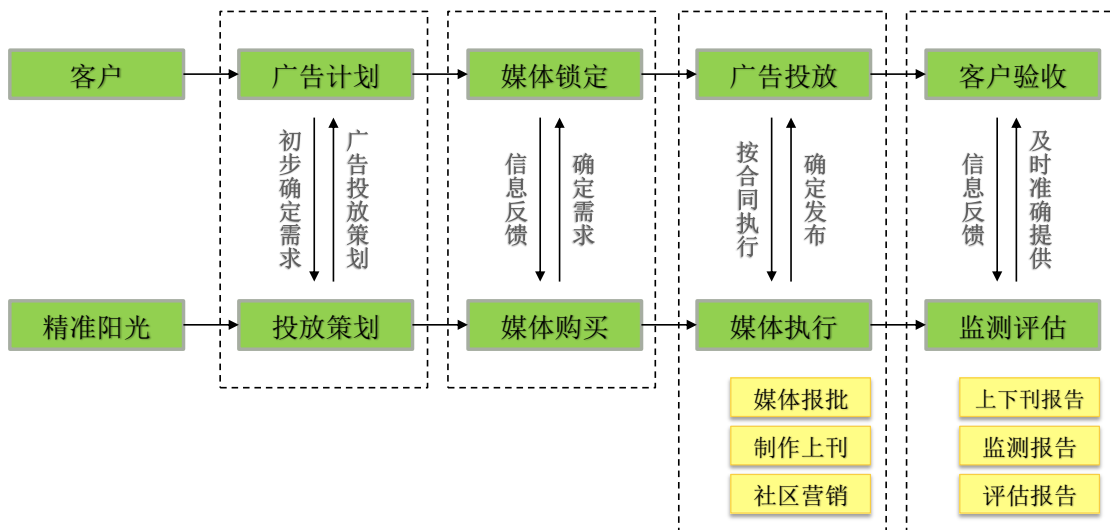 客户
广告计划
媒体锁定
广告投放
客户验收
初步确定需求
广告投放策划
信息反馈
确定需求
按合同执行
确定发布
信息反馈
及时准确提供
精准阳光
投放策划
媒体购买
媒体执行
监测评估
媒体报批
上下刊报告
制作上刊
监测报告
社区营销
评估报告